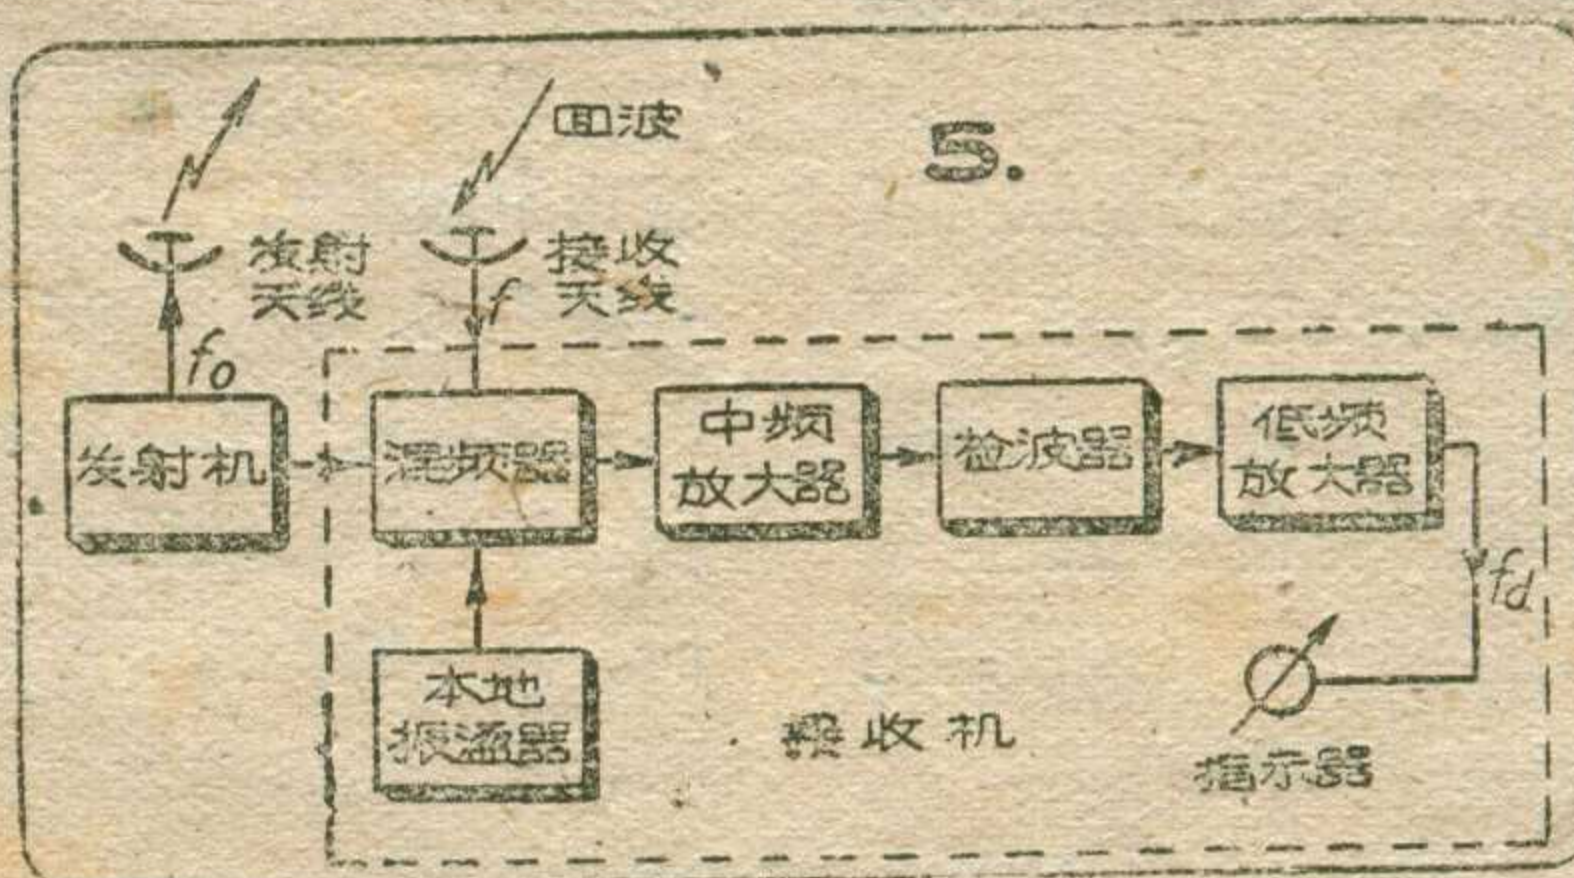 回波
5.
发射
天线
接收
天线
f
fo
发射机
混频器
中频
放大器
检波器
低频
放大器
fd
本地
振荡器
接收机
指示器